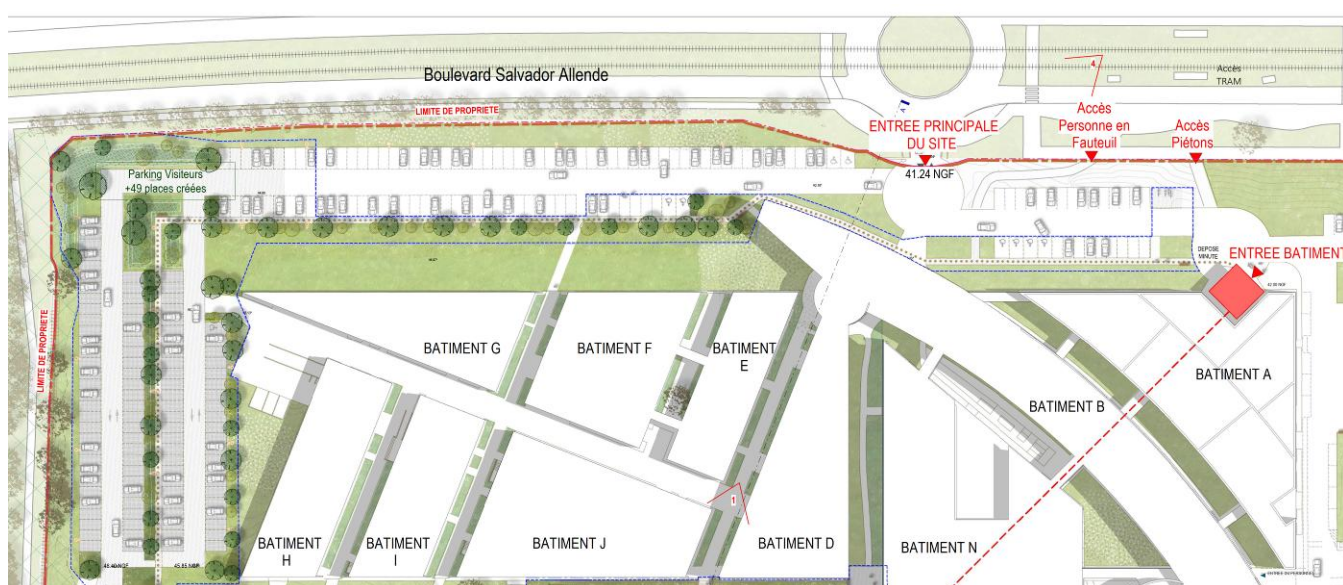 Boulevard Salvador Allende
LIMITE DE PROPRIETE
ENTREE PRINCIPALE
DU SITE
41.24 NGF
4
Accès
Personne en
Fauteuil
Accès
Piétons
Accès
TRAM
Parking Visiteurs
+49 places créées
LIMITE DE PROPRIETE
DEPOSE
MINUTE
ENTREE BATIMENT
BATIMENT G
BATIMENT F
BATIMENT
E
BATIMENT A
BATIMENT B
1
BATIMENT
H
BATIMENT
I
BATIMENT J
BATIMENT D
BATIMENT N